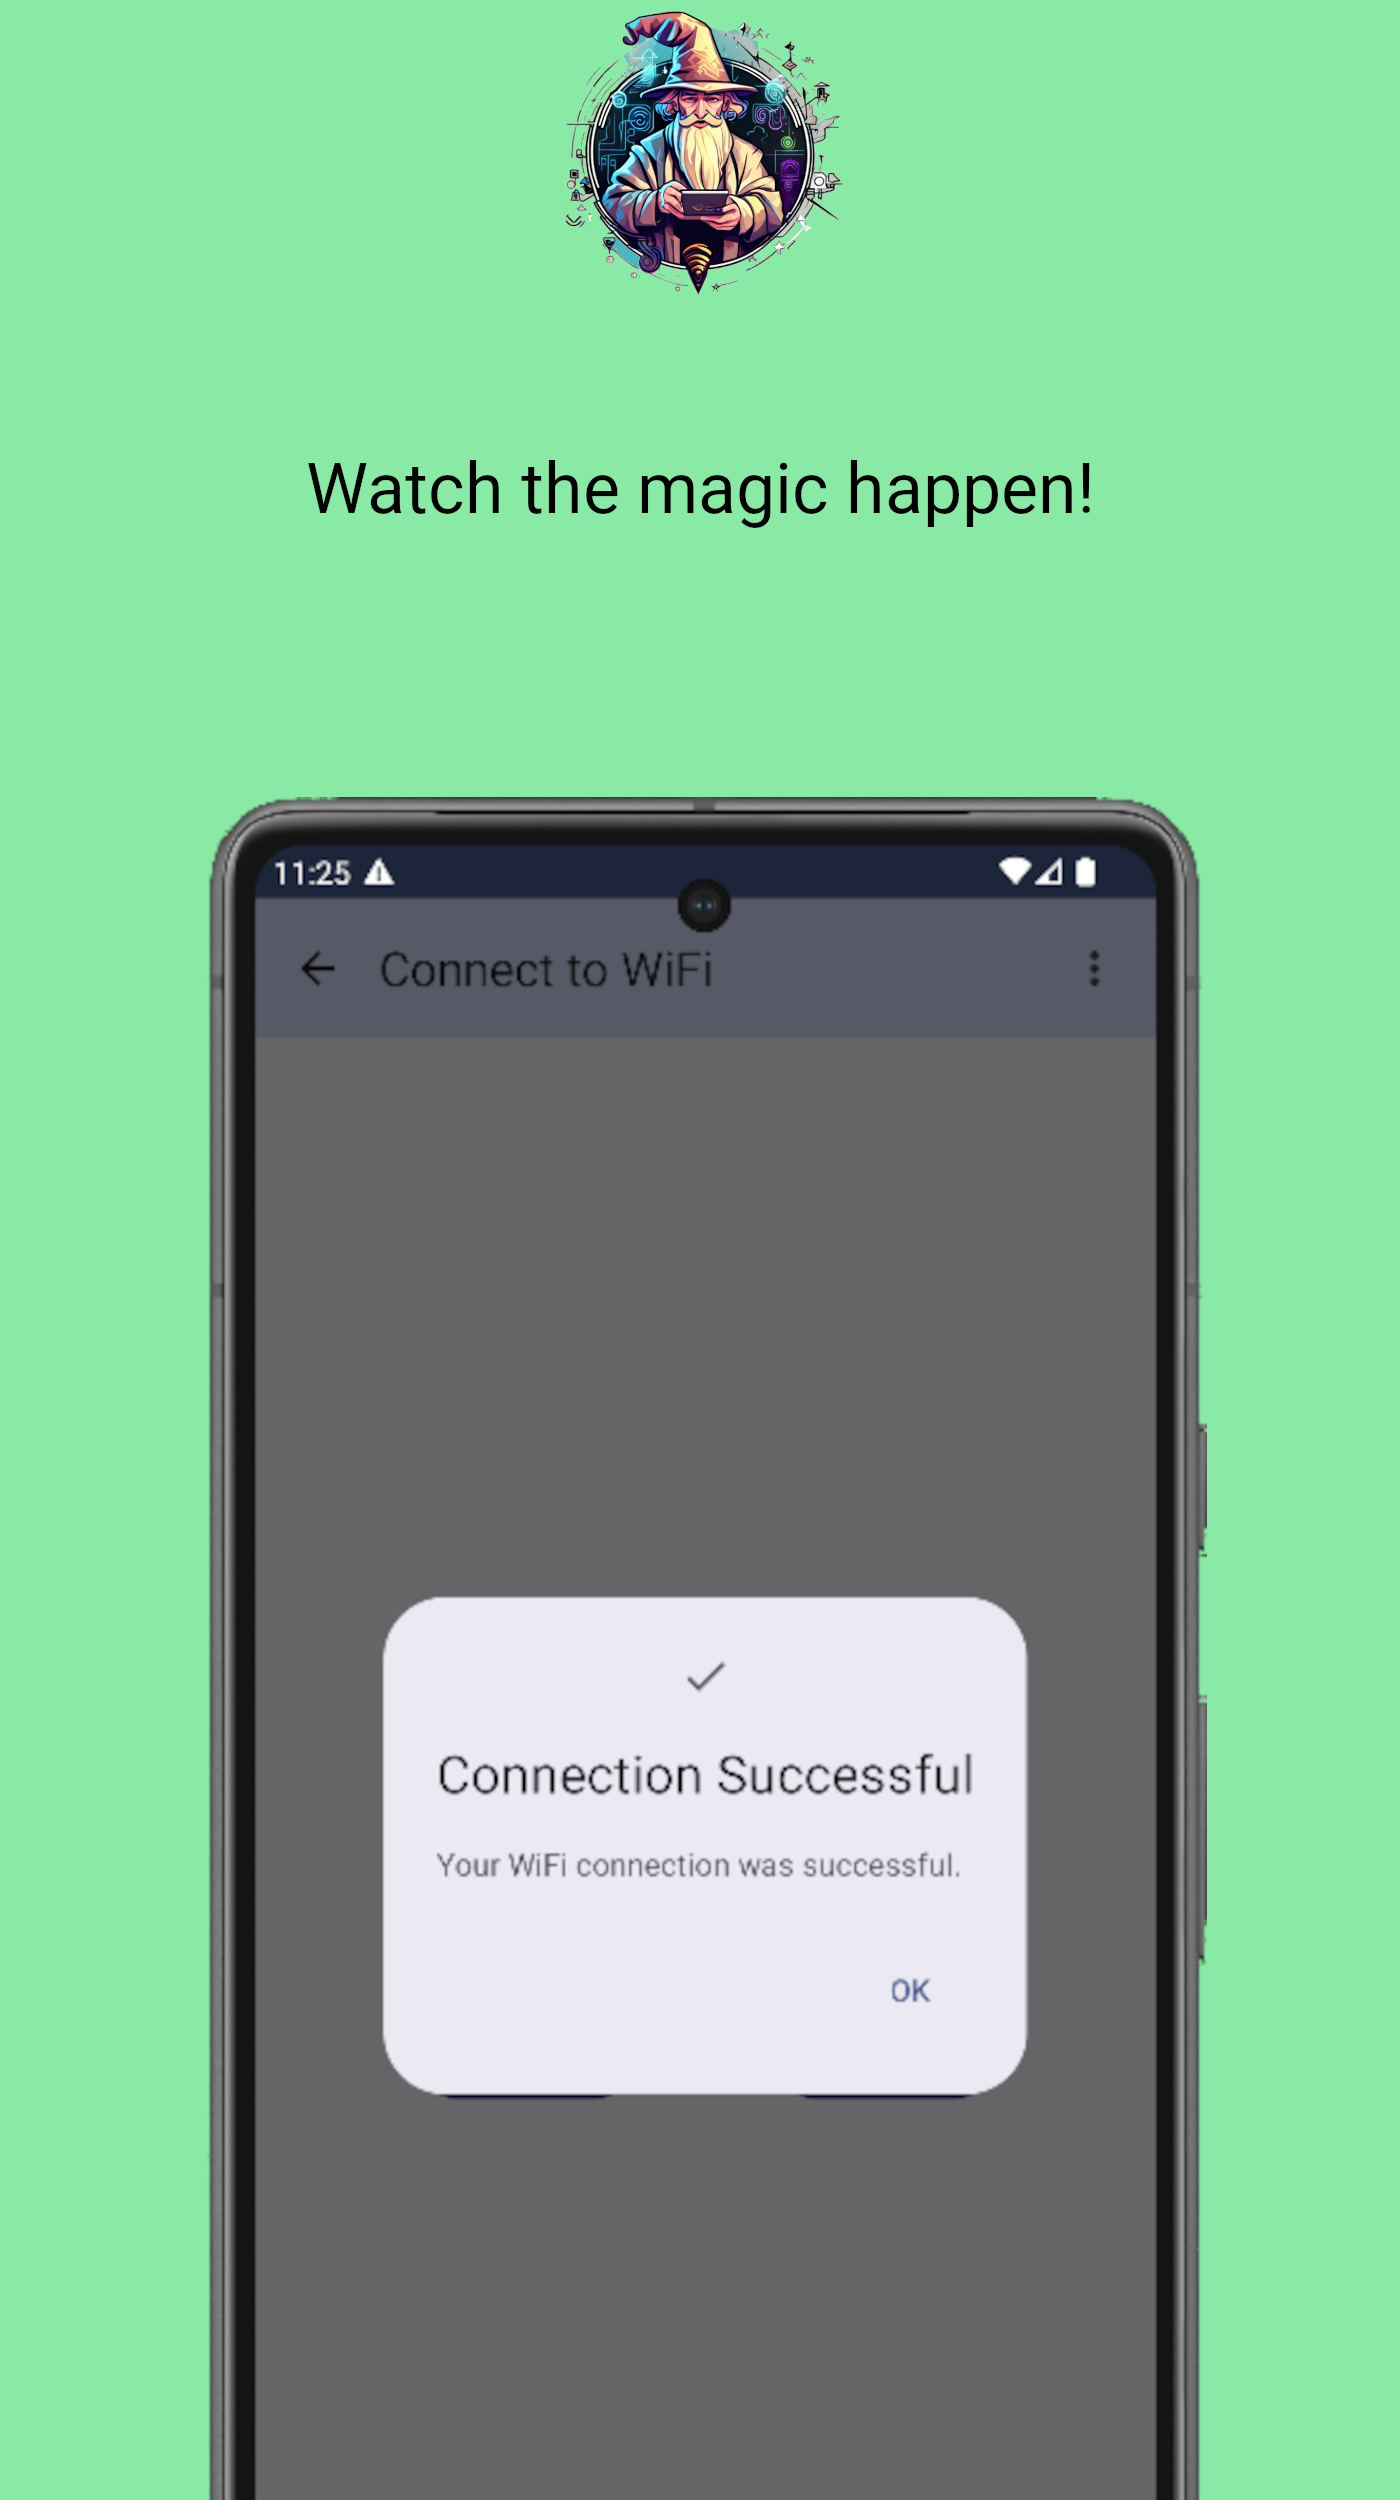 Watch the magic happen!
11:25
Connect to WiFi
Connection Successful
Your WiFi connection was successful.
OK